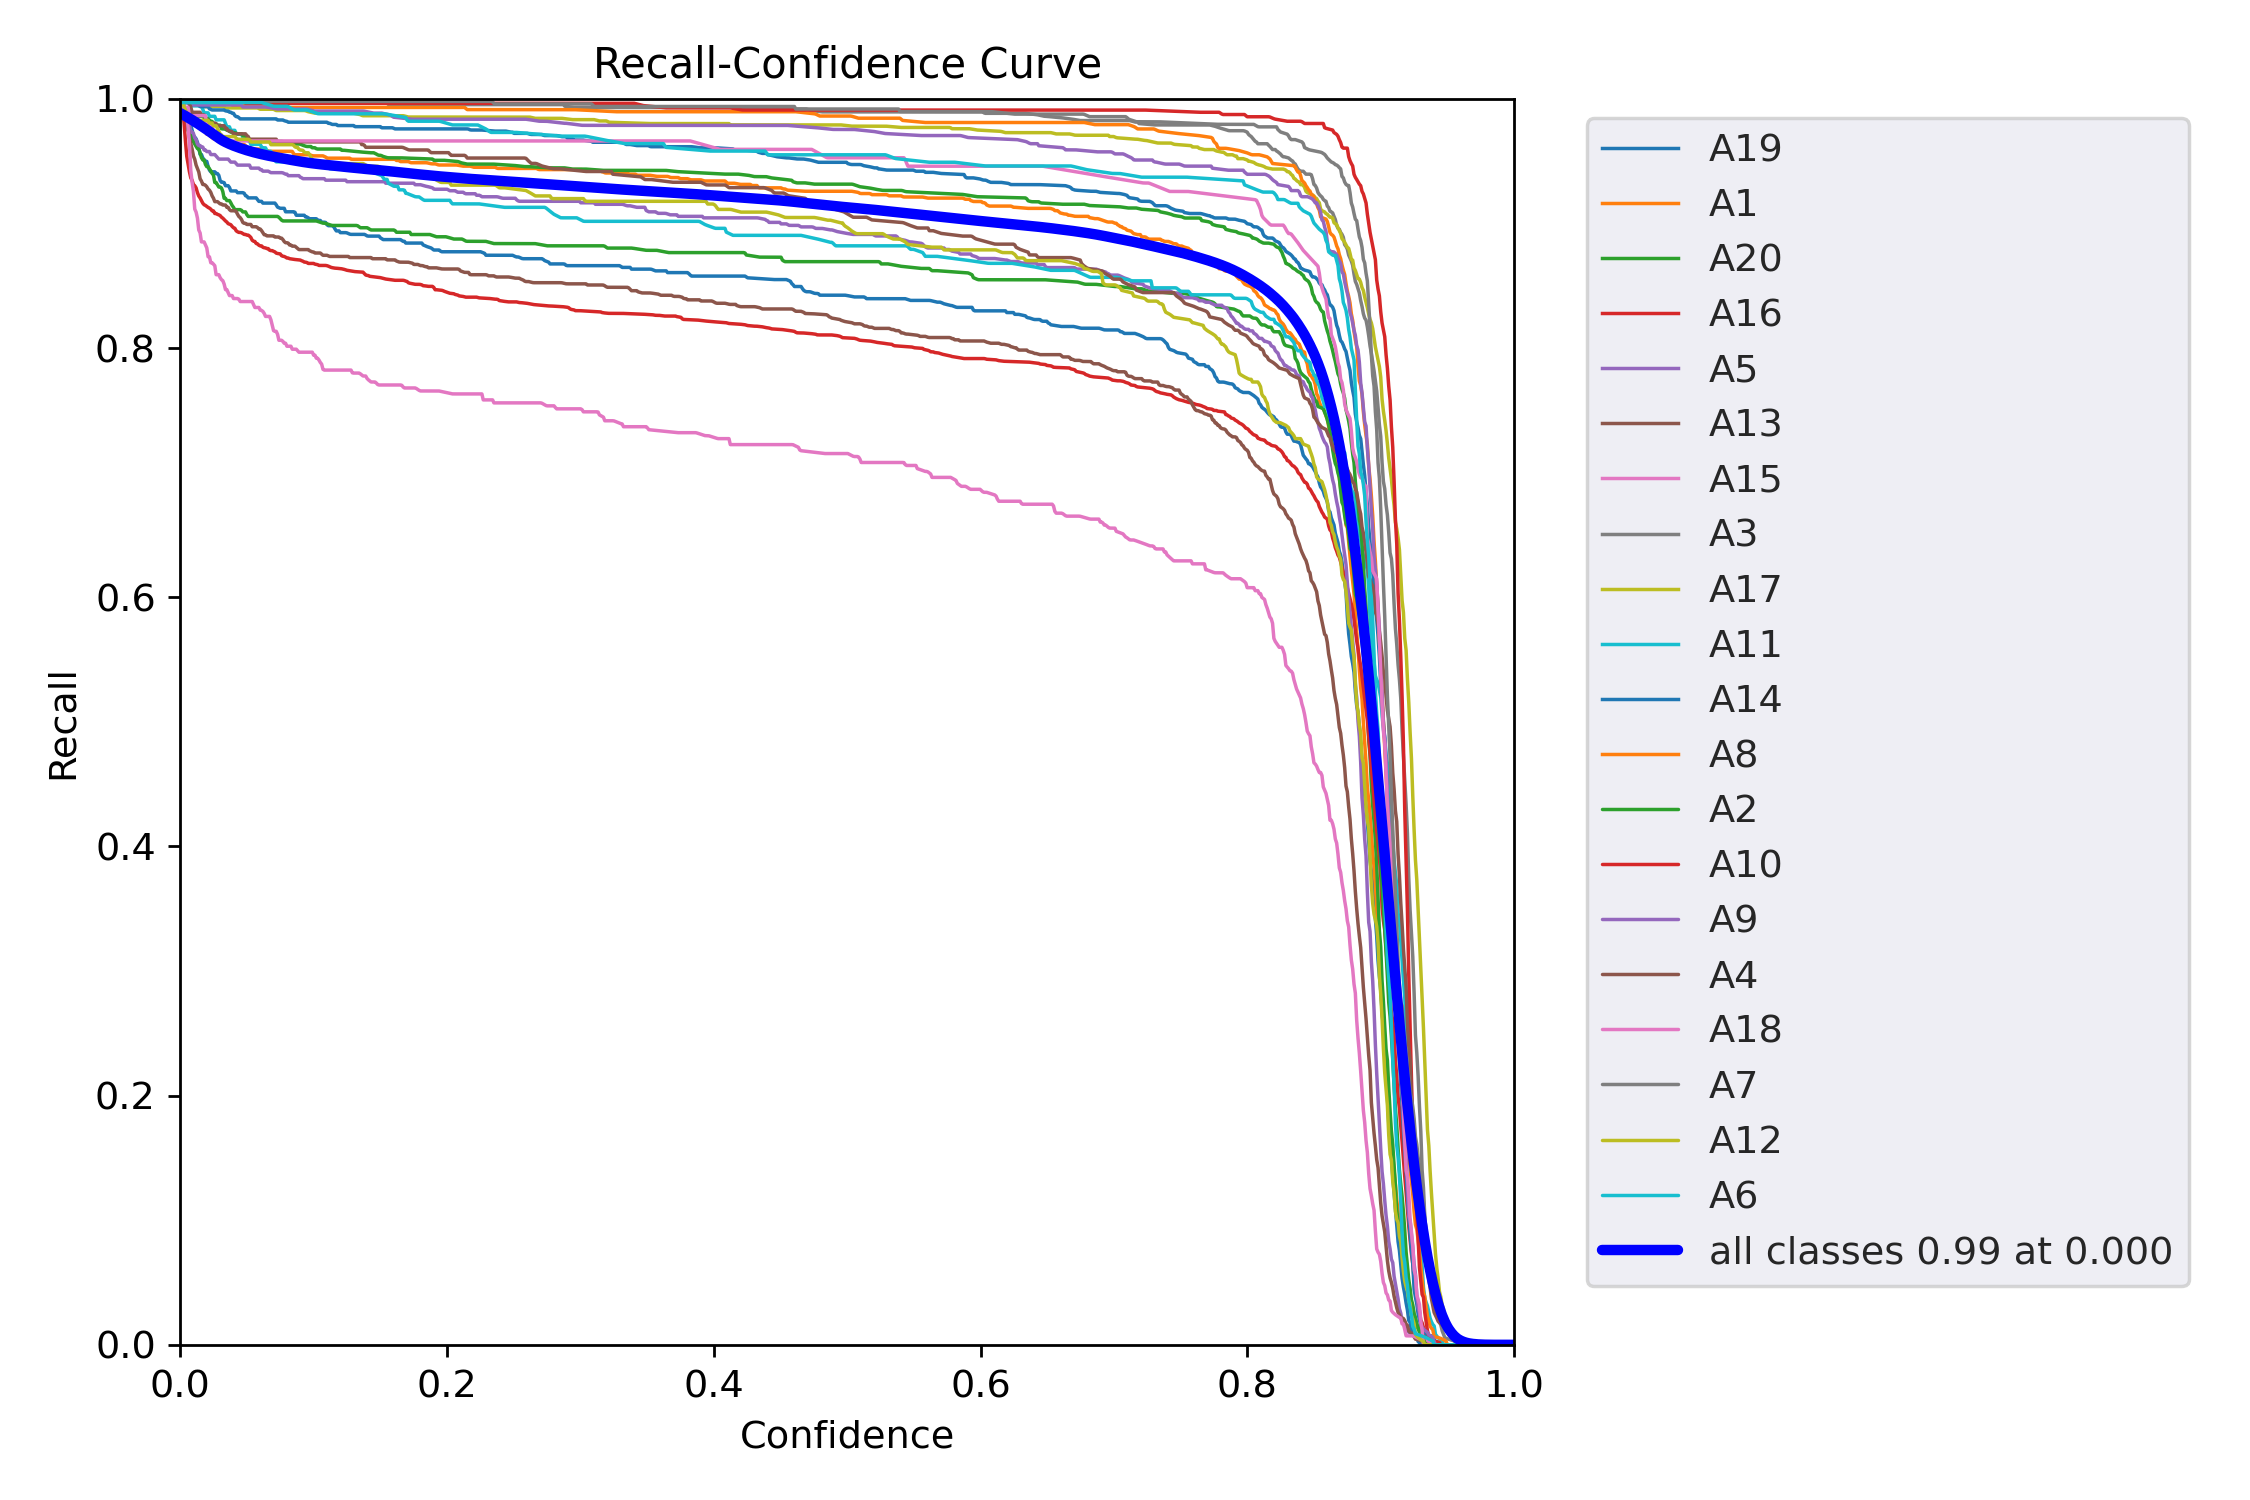 Recall-Confidence Curve
1.0
0.8
0.6
0.4
0.2
0.0
Recall
0.0 0.2 0.4 0.6 0.8 1.0
Confidence
A19
A1
A20
A16
A5
A13
A15
A3
A17
A11
A14
A8
A2
A10
A9
A4
A18
A7
A12
A6
all classes 0.99 at 0.000